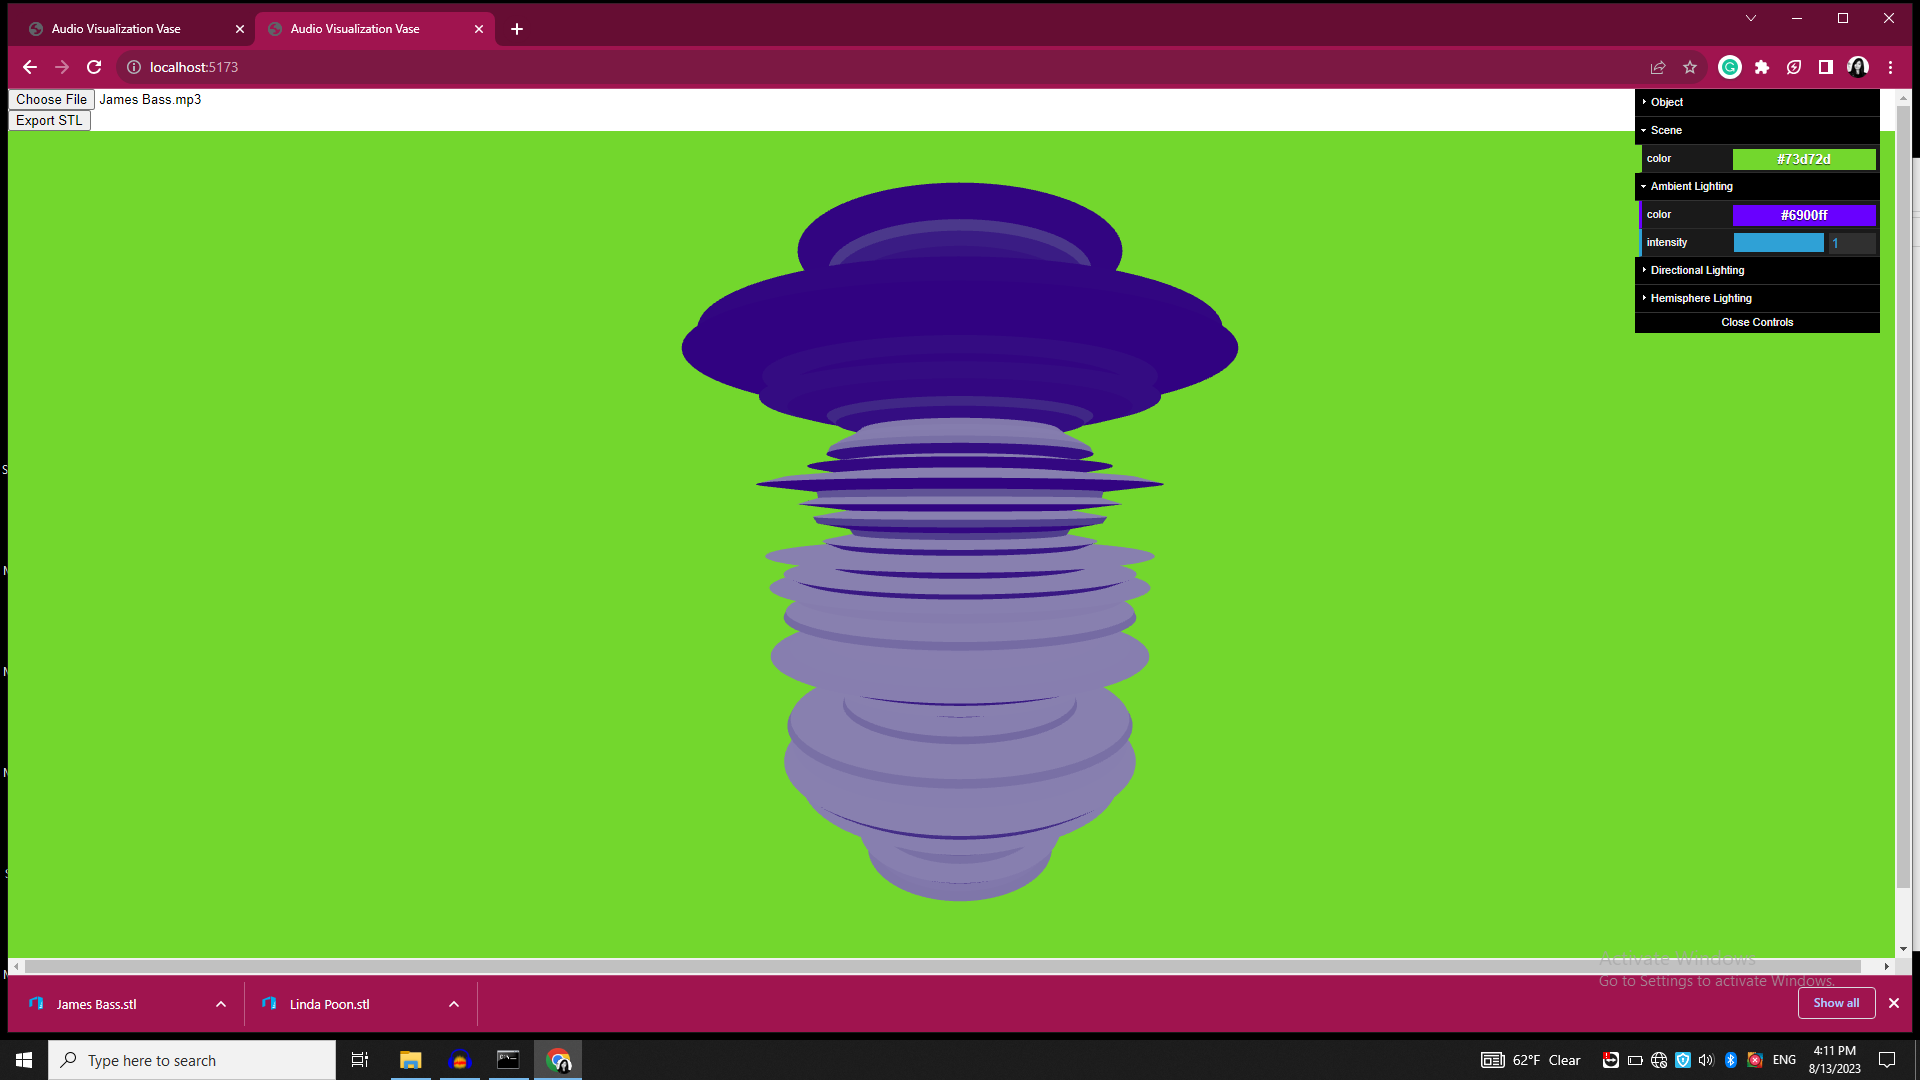 Audio Visualization Vase
Audio Visualization Vase
localhost:5173
Choose File James Bass.mp3
Export STL
Object
Scene
color #73d72d
Ambient Lighting
color #6900ff
intensity 1
Directional Lighting
Hemisphere Lighting
Close Controls
Activate Windows
Go to Settings to activate Windows.
James Bass.stl
Linda Poon.stl
Show all
Type here to search
62°F Clear
ENG
4:11 PM
8/13/2023